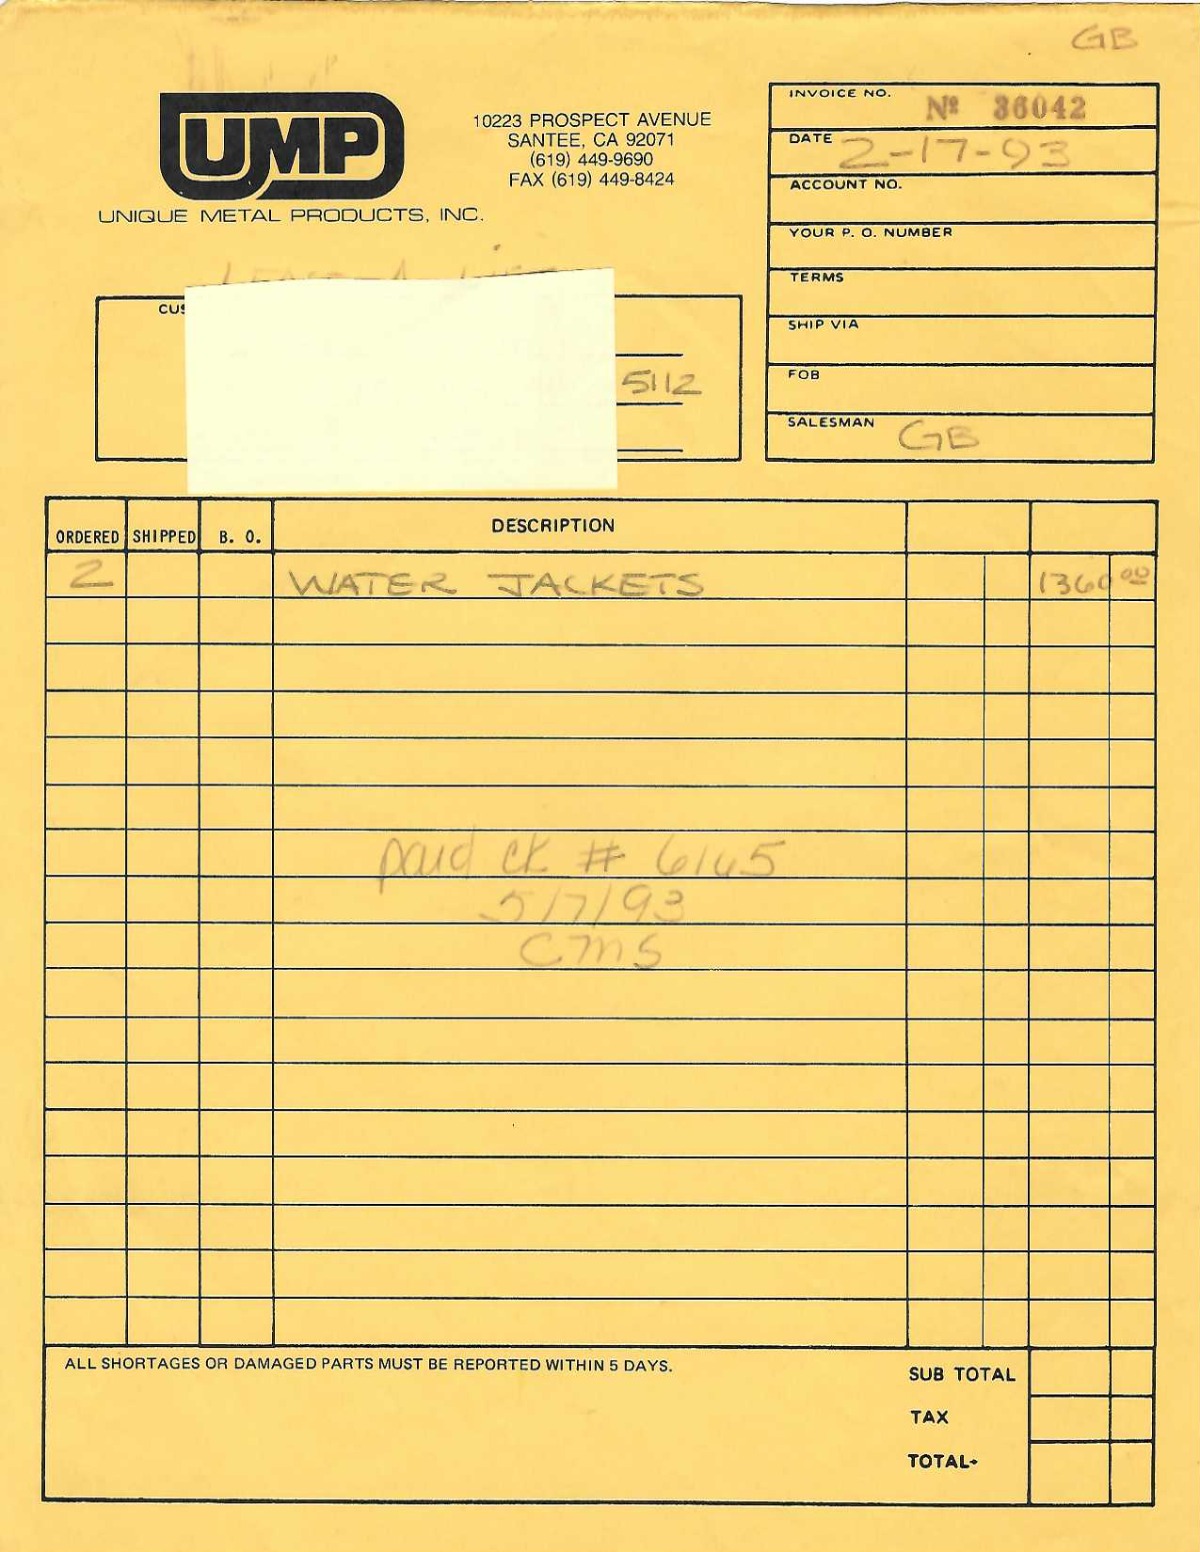 GB
UMP
UNIQUE METAL PRODUCTS, INC.
10223 PROSPECT AVENUE
SANTEE, CA 92071
(619) 449-9690
FAX (619) 449-8424
INVOICE NO. Nº 36042
DATE 2-17-93
ACCOUNT NO.
YOUR P. O. NUMBER
TERMS
SHIP VIA
FOB
SALESMAN GB
5112
ORDERED SHIPPED B. O. DESCRIPTION
2 WATER JACKETS 1360 00
paid ck # 6165
5/7/93
CMS
ALL SHORTAGES OR DAMAGED PARTS MUST BE REPORTED WITHIN 5 DAYS.
SUB TOTAL
TAX
TOTAL→